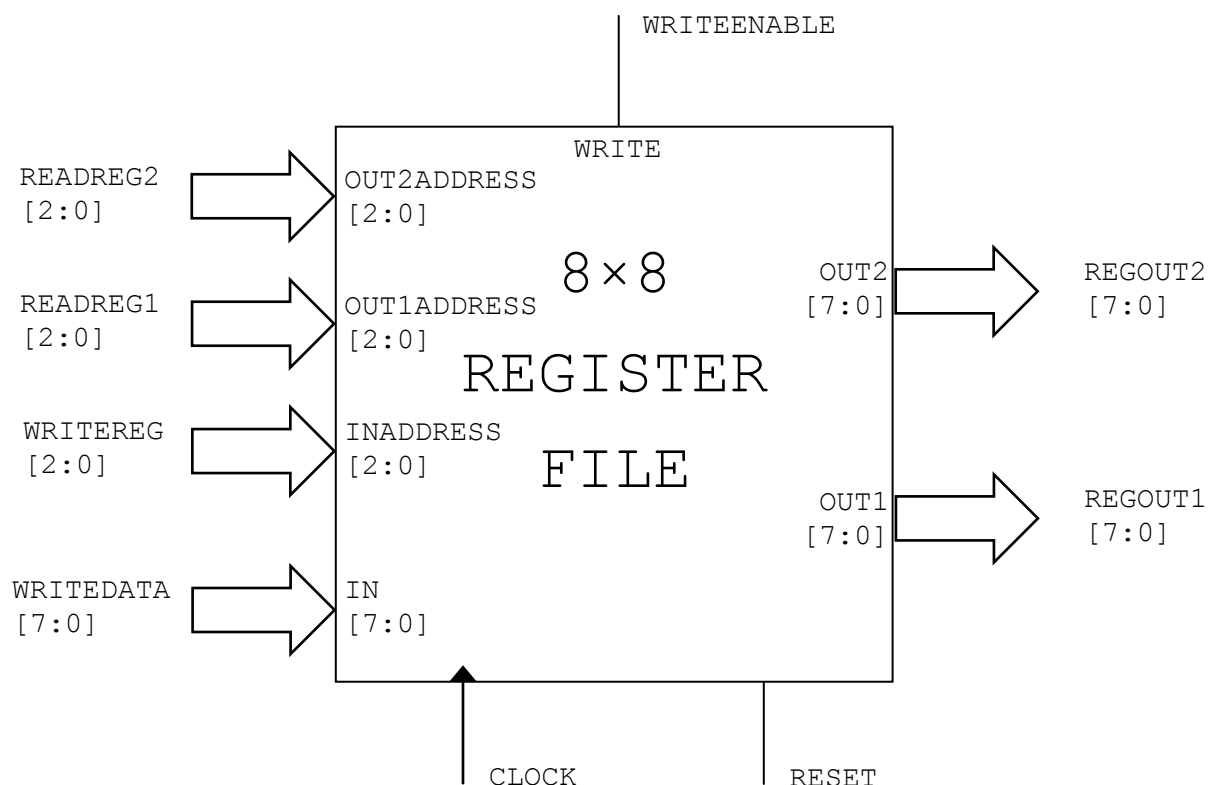 WRITEENABLE
WRITE
READREG2
[2:0]
OUT2ADDRESS
[2:0]
8×8
OUT2
[7:0]
REGOUT2
[7:0]
READREG1
[2:0]
OUT1ADDRESS
[2:0]
REGISTER
WRITEREG
[2:0]
INADDRESS
[2:0]
FILE
OUT1
[7:0]
REGOUT1
[7:0]
WRITEDATA
[7:0]
IN
[7:0]
CLOCK
RESET